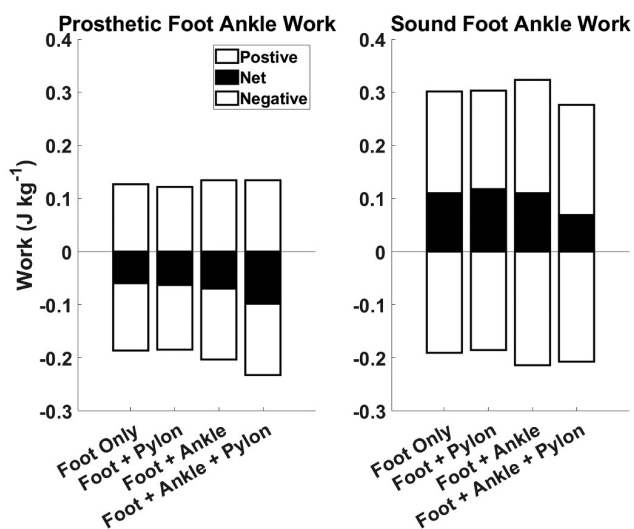 Prosthetic Foot Ankle Work
Sound Foot Ankle Work
Postive
Net
Negative
Work (J kg-1)
0.4
0.3
0.2
0.1
0
-0.1
-0.2
-0.3
Foot Only
Foot + Pylon
Foot + Ankle
Foot + Ankle + Pylon
0.4
0.3
0.2
0.1
0
-0.1
-0.2
-0.3
Foot Only
Foot + Pylon
Foot + Ankle
Foot + Ankle + Pylon